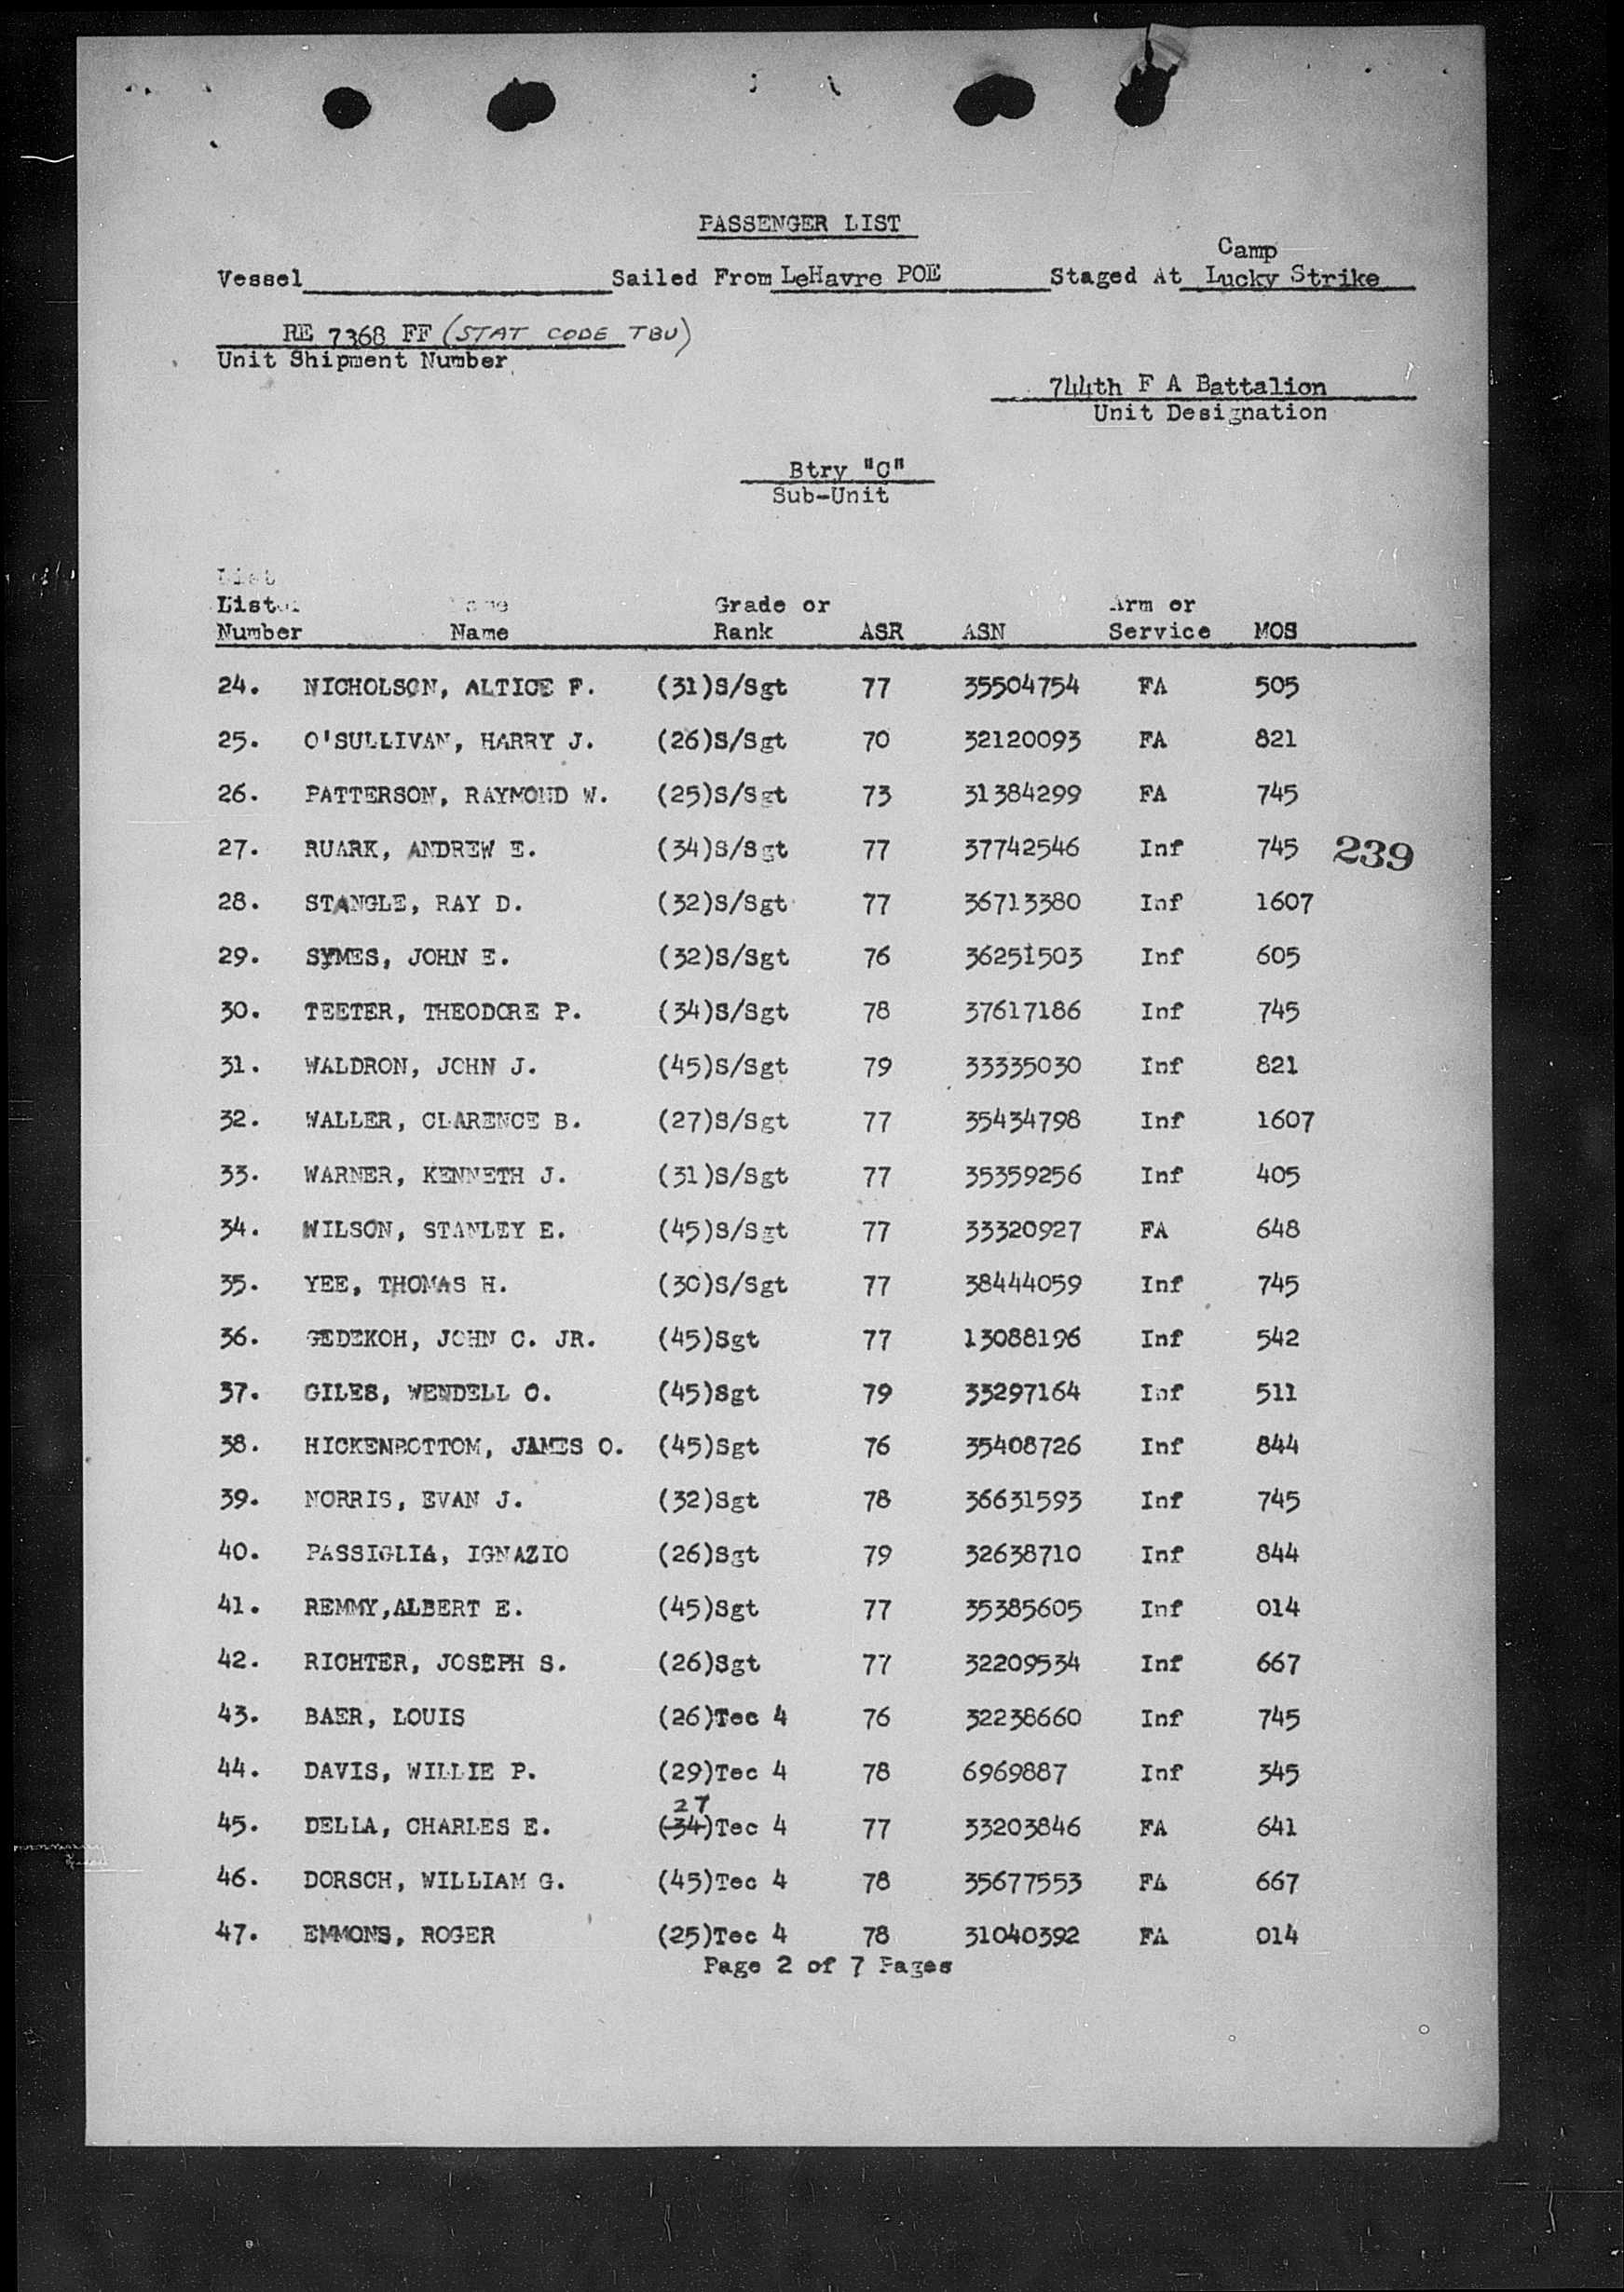 PASSENGER LIST
Camp
Vessel Sailed From LeHavre POE Staged At Lucky Strike
RE 7368 FF (STAT CODE TBU)
Unit Shipment Number
744th F A Battalion
Unit Designation
Btry "C"
Sub-Unit
List
List Name Grade or Arm or
Number Name Rank ASR ASN Service MOS
24. NICHOLSON, ALTICE F. (31)S/Sgt 77 35504754 FA 505
25. O'SULLIVAN, HARRY J. (26)S/Sgt 70 32120093 FA 821
26. PATTERSON, RAYMOND W. (25)S/Sgt 73 31384299 FA 745
27. RUARK, ANDREW E. (34)S/Sgt 77 37742546 Inf 745 239
28. STANGLE, RAY D. (32)S/Sgt 77 36713380 Inf 1607
29. SYMES, JOHN E. (32)S/Sgt 76 36251503 Inf 605
30. TEETER, THEODORE P. (34)S/Sgt 78 37617186 Inf 745
31. WALDRON, JOHN J. (45)S/Sgt 79 33335030 Inf 821
32. WALLER, CLARENCE B. (27)S/Sgt 77 35434798 Inf 1607
33. WARNER, KENNETH J. (31)S/Sgt 77 35359256 Inf 405
34. WILSON, STANLEY E. (45)S/Sgt 77 33320927 FA 648
35. YEE, THOMAS H. (30)S/Sgt 77 38444059 Inf 745
36. GEDEKOH, JOHN C. JR. (45)Sgt 77 13088196 Inf 542
37. GILES, WENDELL O. (45)Sgt 79 33297164 Inf 511
38. HICKENBOTTOM, JAMES O. (45)Sgt 76 35408726 Inf 844
39. NORRIS, EVAN J. (32)Sgt 78 36631593 Inf 745
40. PASSIGLIA, IGNAZIO (26)Sgt 79 32638710 Inf 844
41. REMMY,ALBERT E. (45)Sgt 77 35385605 Inf 014
42. RICHTER, JOSEPH S. (26)Sgt 77 32209534 Inf 667
43. BAER, LOUIS (26)Tec 4 76 32238660 Inf 745
44. DAVIS, WILLIE P. (29)Tec 4 78 6969887 Inf 345
27
45. DELLA, CHARLES E. (34)Tec 4 77 33203846 FA 641
46. DORSCH, WILLIAM G. (45)Tec 4 78 35677553 FA 667
47. EMMONS, ROGER (25)Tec 4 78 31040392 FA 014
Page 2 of 7 Pages